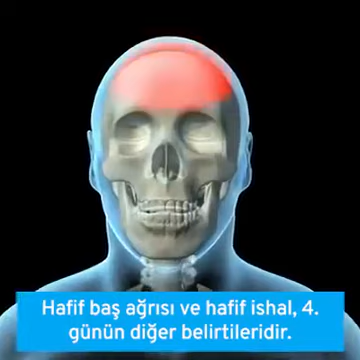 Hafif baş ağrısı ve hafif ishal, 4.
günün diğer belirtileridir.